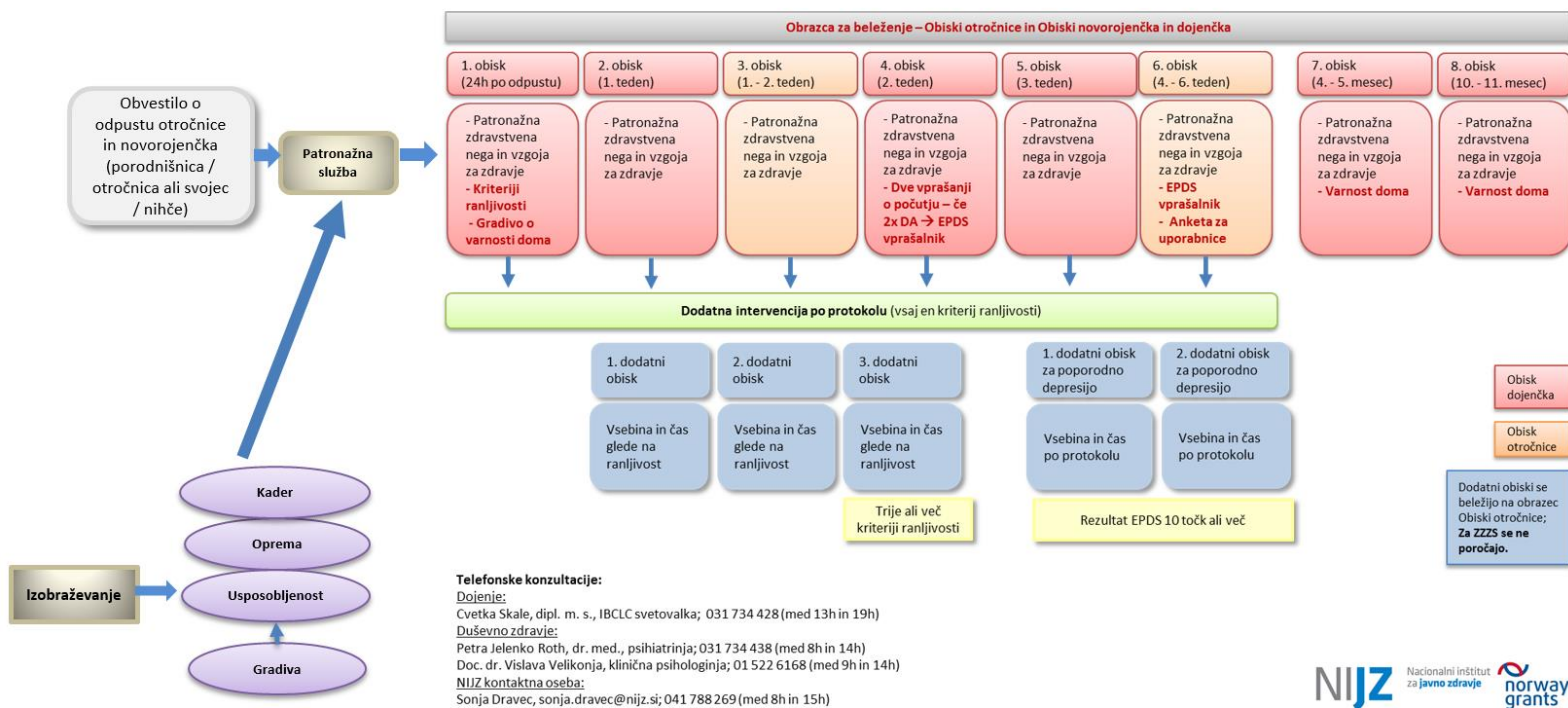 Obrazca za beleženje – Obiski otročnice in Obiski novorojenčka in dojenčka
Obvestilo o
odpustu otročnice
in novorojenčka
(porodnišnica /
otročnica ali svojec
/ nihče)
Patronažna
služba
1. obisk
(24h po odpustu)
- Patronažna
zdravstvena
nega in vzgoja
za zdravje
- Kriteriji
ranljivosti
- Gradivo o
varnosti doma
2. obisk
(1. teden)
- Patronažna
zdravstvena
nega in vzgoja
za zdravje
3. obisk
(1. - 2. teden)
- Patronažna
zdravstvena
nega in vzgoja
za zdravje
4. obisk
(2. teden)
- Patronažna
zdravstvena
nega in vzgoja
za zdravje
- Dve vprašanji
o počutju – če
2x DA → EPDS
vprašalnik
5. obisk
(3. teden)
- Patronažna
zdravstvena
nega in vzgoja
za zdravje
6. obisk
(4. - 6. teden)
- Patronažna
zdravstvena
nega in vzgoja
za zdravje
- EPDS
vprašalnik
- Anketa za
uporabnice
7. obisk
(4. - 5. mesec)
- Patronažna
zdravstvena
nega in vzgoja
za zdravje
- Varnost doma
8. obisk
(10. - 11. mesec)
- Patronažna
zdravstvena
nega in vzgoja
za zdravje
- Varnost doma
Dodatna intervencija po protokolu (vsaj en kriterij ranljivosti)
1. dodatni
obisk
Vsebina in čas
glede na
ranljivost
2. dodatni
obisk
Vsebina in čas
glede na
ranljivost
3. dodatni
obisk
Vsebina in čas
glede na
ranljivost
Trije ali več
kriteriji ranljivosti
1. dodatni obisk
za poporodno
depresijo
Vsebina in čas
po protokolu
2. dodatni obisk
za poporodno
depresijo
Vsebina in čas
po protokolu
Rezultat EPDS 10 točk ali več
Obisk
dojenčka
Obisk
otročnice
Dodatni obiski se
beležijo na obrazec
Obiski otročnice;
Za ZZZS se ne
poročajo.
Kader
Oprema
Izobraževanje
Usposobljenost
Gradiva
Telefonske konzultacije:
Dojenje:
Cvetka Skale, dipl. m. s., IBCLC svetovalka; 031 734 428 (med 13h in 19h)
Duševno zdravje:
Petra Jelenko Roth, dr. med., psihiatrinja; 031 734 438 (med 8h in 14h)
Doc. dr. Vislava Velikonja, klinična psihologinja; 01 522 6168 (med 9h in 14h)
NIJZ kontaktna oseba:
Sonja Dravec, sonja.dravec@nijz.si; 041 788 269 (med 8h in 15h)
NIJZ
Nacionalni inštitut
za javno zdravje
norway
grants